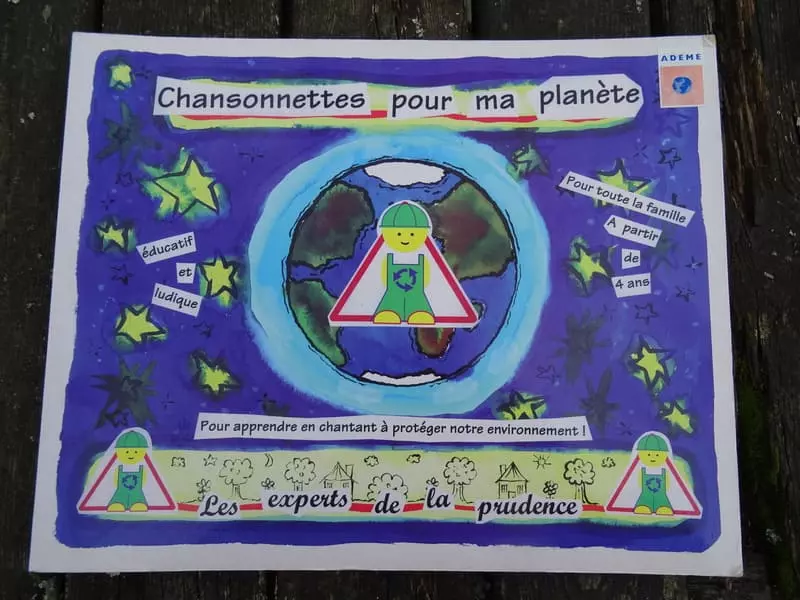 ADEME
Chansonnettes pour ma planète
Pour toute la famille
A partir
de
4 ans
éducatif
et
ludique
Pour apprendre en chantant à protéger notre environnement !
Les experts de la prudence